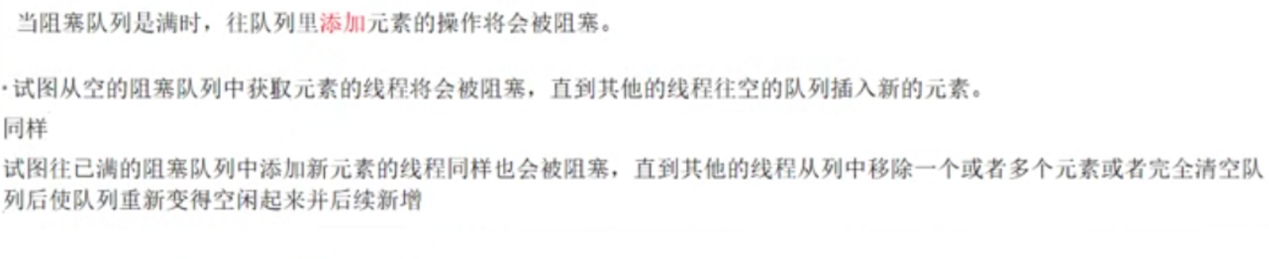 当阻塞队列是满时，往队列里添加元素的操作将会被阻塞。
·试图从空的阻塞队列中获取元素的线程将会被阻塞，直到其他的线程往空的队列插入新的元素。
同样
试图往已满的阻塞队列中添加新元素的线程同样也会被阻塞，直到其他的线程从列中移除一个或者多个元素或者完全清空队
列后使队列重新变得空闲起来并后续新增